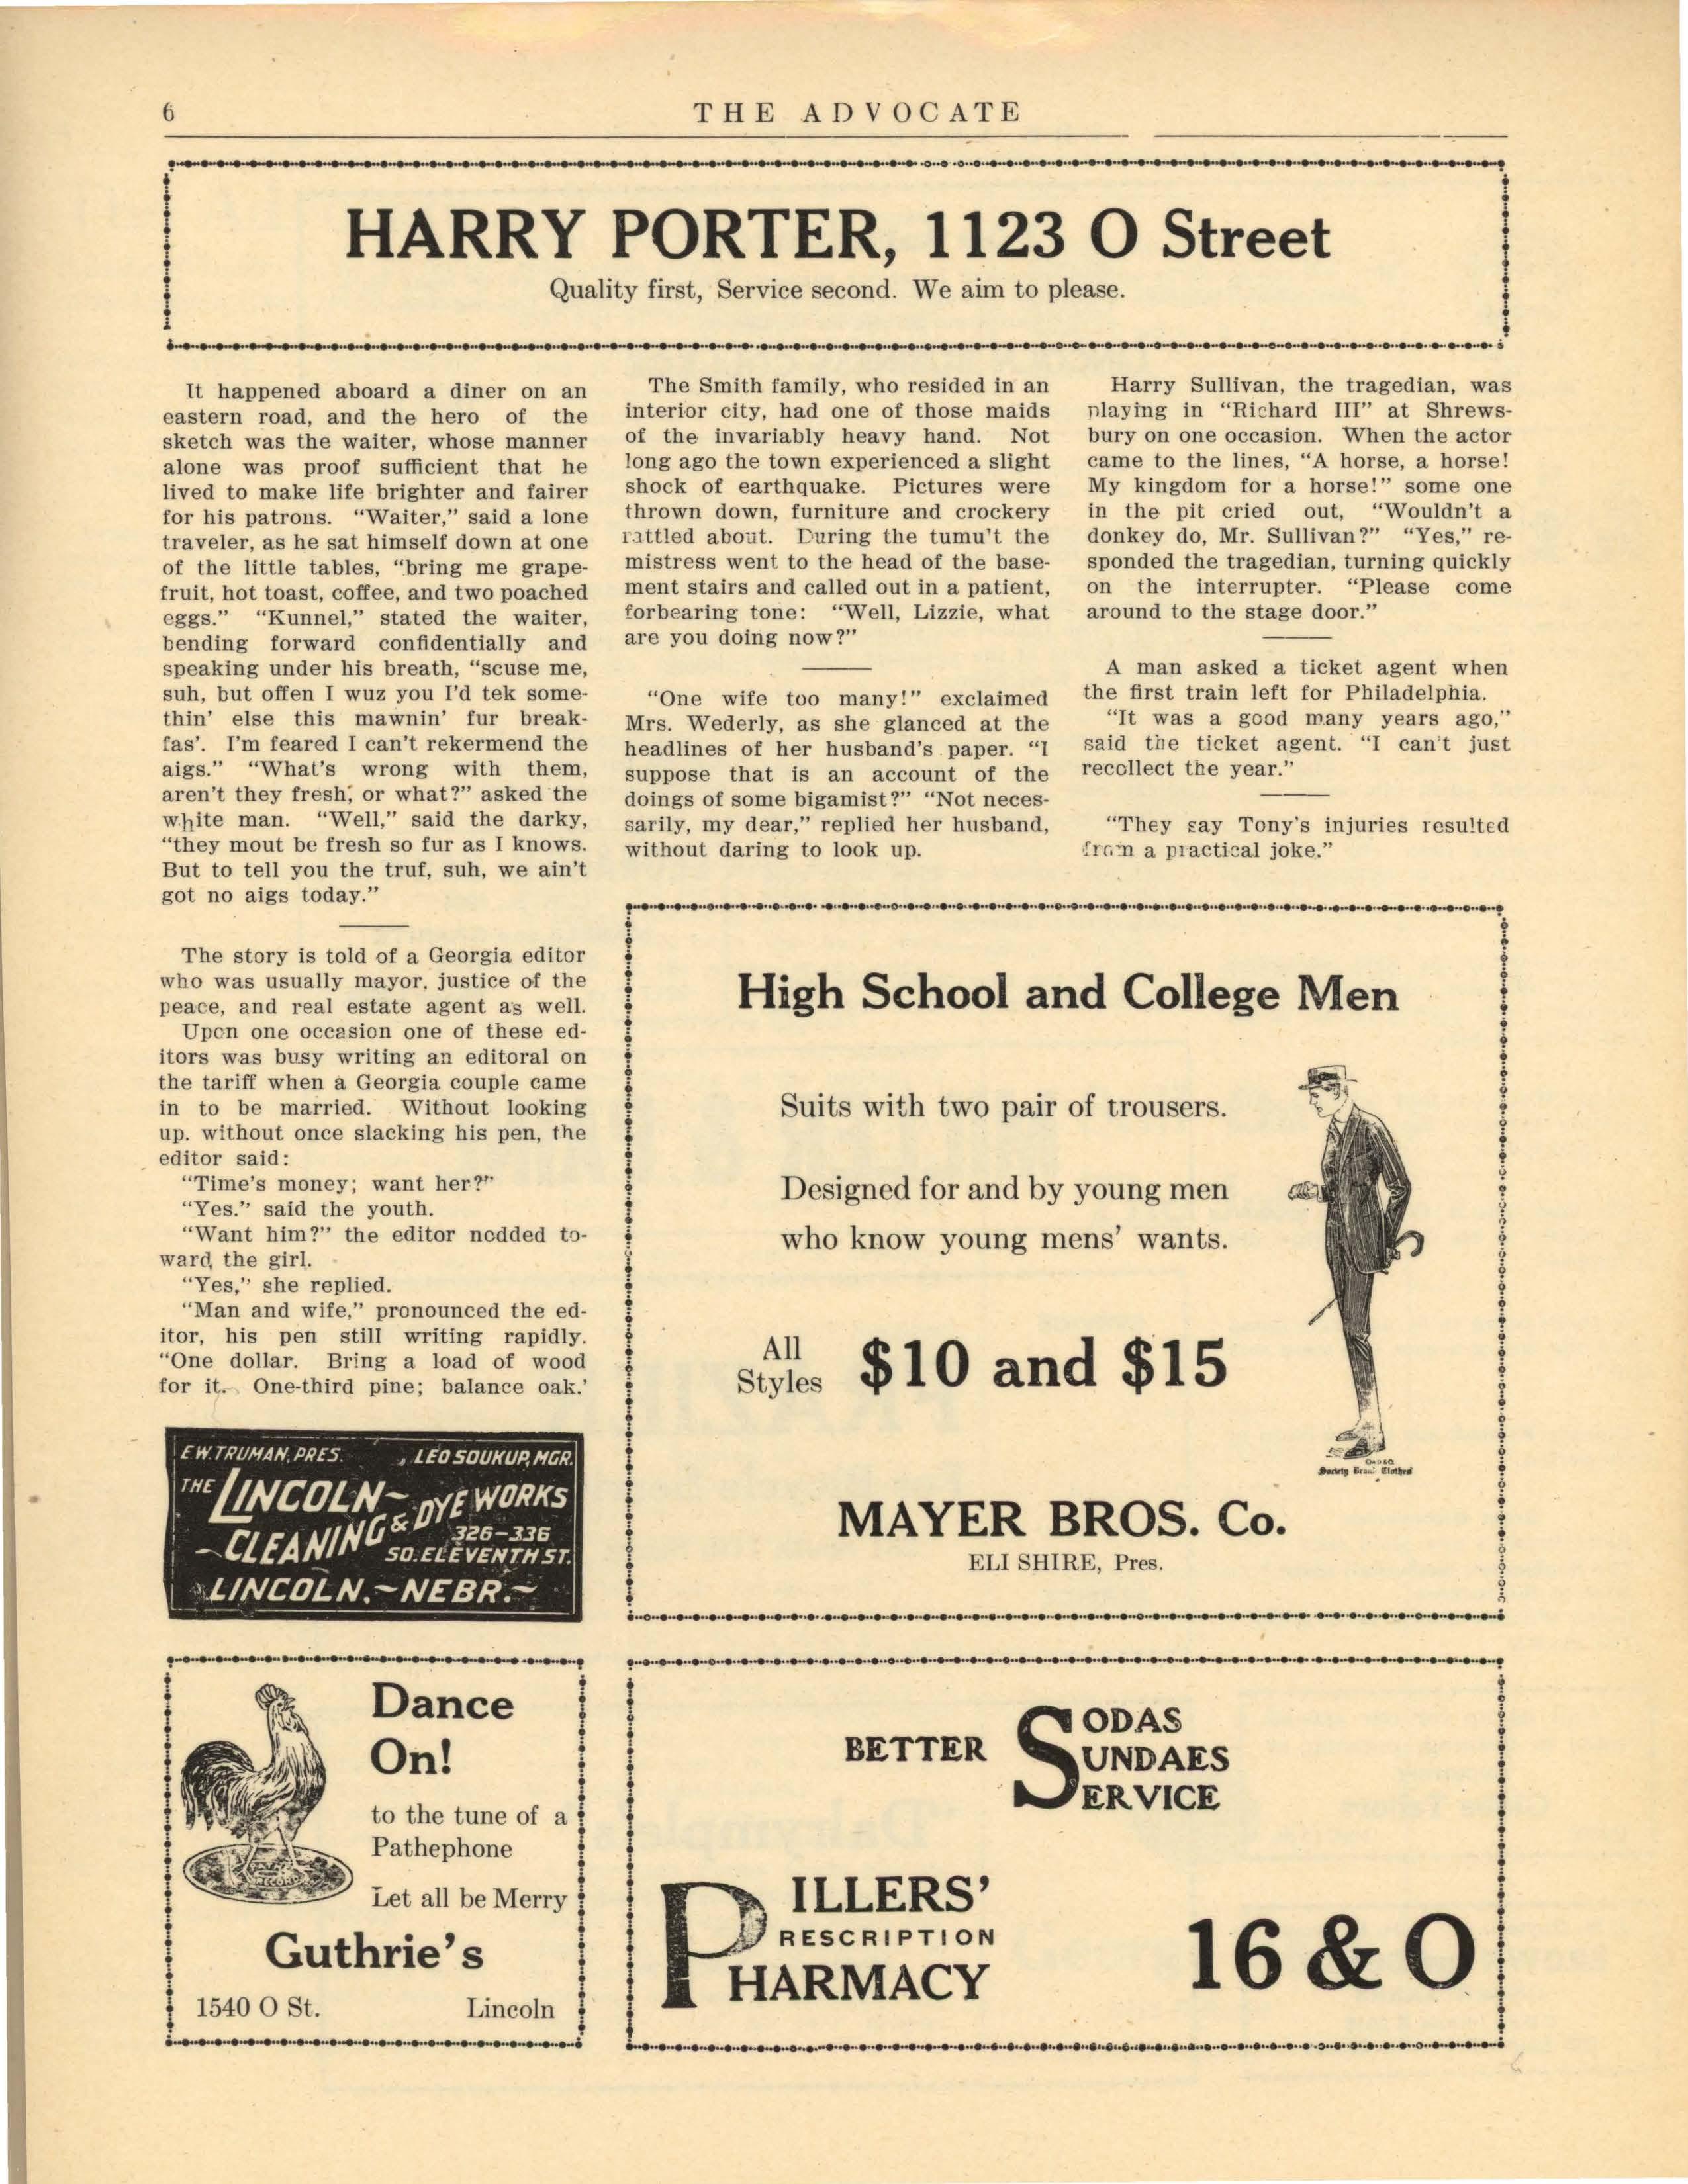 6
THE ADVOCATE
HARRY PORTER, 1123 O Street
Quality first, Service second. We aim to please.
It happened aboard a diner on an
eastern road, and the hero of the
sketch was the waiter, whose manner
alone was proof sufficient that he
lived to make life brighter and fairer
for his patrons. “Waiter,” said a lone
traveler, as he sat himself down at one
of the little tables, “bring me grape-
fruit, hot toast, coffee, and two poached
eggs.” “Kunnel,” stated the waiter,
bending forward confidentially and
speaking under his breath, “scuse me,
suh, but offen I wuz you I’d tek some-
thin’ else this mawnin’ fur break-
fas’. I’m feared I can’t rekermend the
aigs.” “What’s wrong with them,
aren’t they fresh, or what?” asked the
white man. “Well,” said the darky,
“they mout be fresh so fur as I knows.
But to tell you the truf, suh, we ain’t
got no aigs today.”
The story is told of a Georgia editor
who was usually mayor, justice of the
peace, and real estate agent as well.
Upon one occasion one of these ed-
itors was busy writing an editoral on
the tariff when a Georgia couple came
in to be married. Without looking
up. without once slacking his pen, the
editor said:
“Time’s money; want her?”
“Yes.” said the youth.
“Want him?” the editor nodded to-
ward the girl.
“Yes,” she replied.
“Man and wife,” pronounced the ed-
itor, his pen still writing rapidly.
“One dollar. Bring a load of wood
for it. One-third pine; balance oak.’
The Smith family, who resided in an
interior city, had one of those maids
of the invariably heavy hand. Not
long ago the town experienced a slight
shock of earthquake. Pictures were
thrown down, furniture and crockery
rattled about. During the tumu’t the
mistress went to the head of the base-
ment stairs and called out in a patient,
forbearing tone: “Well, Lizzie, what
are you doing now?”
“One wife too many!” exclaimed
Mrs. Wederly, as she glanced at the
headlines of her husband’s paper. “I
suppose that is an account of the
doings of some bigamist?” “Not neces-
sarily, my dear,” replied her husband,
without daring to look up.
Harry Sullivan, the tragedian, was
playing in “Richard III” at Shrews-
bury on one occasion. When the actor
came to the lines, “A horse, a horse!
My kingdom for a horse!” some one
in the pit cried out, “Wouldn’t a
donkey do, Mr. Sullivan?” “Yes,” re-
sponded the tragedian, turning quickly
on the interrupter. “Please come
around to the stage door.”
A man asked a ticket agent when
the first train left for Philadelphia.
“It was a good many years ago,”
said the ticket agent. “I can’t just
recollect the year.”
“They say Tony’s injuries resulted
from a practical joke.”
High School and College Men
Suits with two pair of trousers.
Designed for and by young men
who know young mens’ wants.
All
Styles
$10 and $15
Society Brand Clothes
MAYER BROS. Co.
ELI SHIRE, Pres.
E.W. TRUMAN, PRES. LEO SOUKUP, MGR.
THE LINCOLN
CLEANING & DYE WORKS
326-336
SO. ELEVENTH ST.
LINCOLN, NEBR.
Dance
On!
to the tune of a
Pathephone
Let all be Merry
Guthrie’s
1540 O St. Lincoln
BETTER SODAS
SUNDAES
SERVICE
PILLERS’
PRESCRIPTION
PHARMACY
16 & O